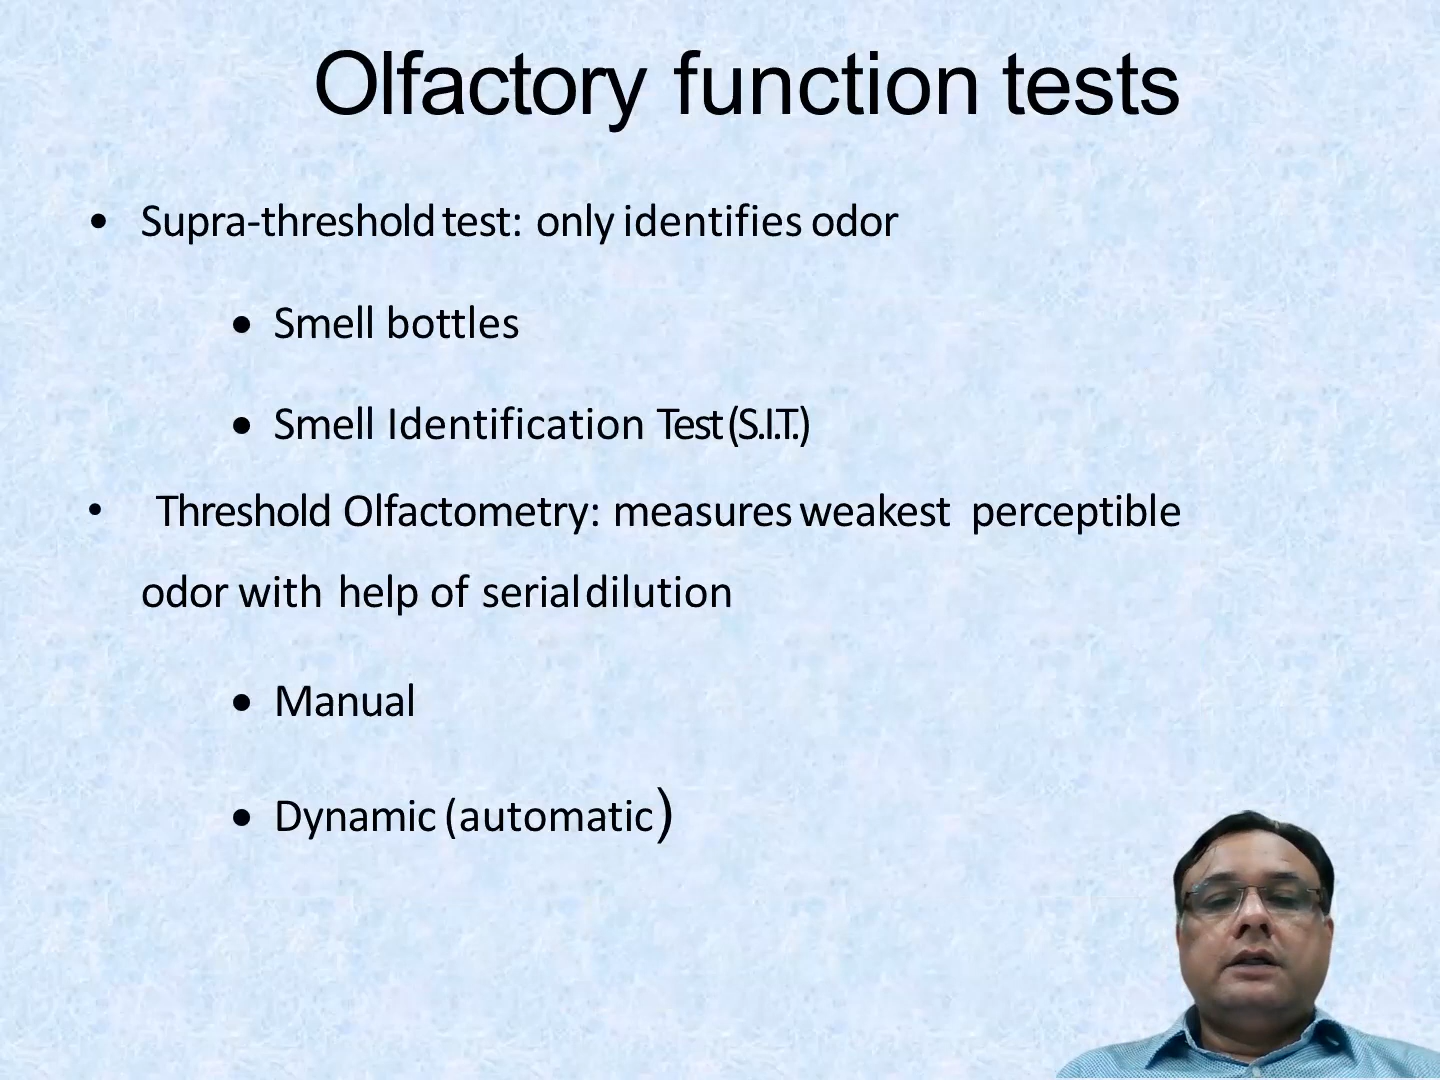 Olfactory function tests
• Supra-threshold test: only identifies odor
• Smell bottles
• Smell Identification Test (S.I.T.)
• Threshold Olfactometry: measures weakest perceptible
odor with help of serial dilution
• Manual
• Dynamic (automatic)